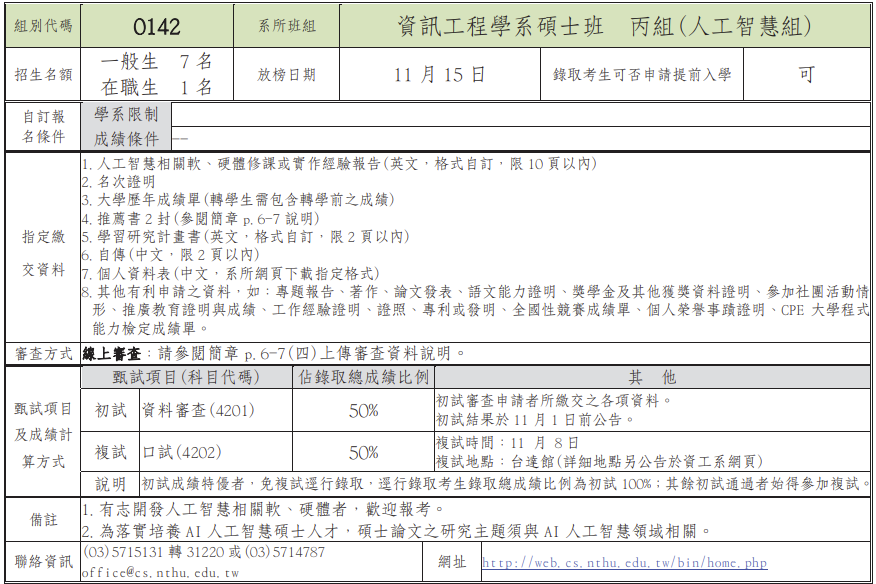 組別代碼 0142 系所班組 資訊工程學系碩士班 丙組(人工智慧組)
招生名額 一般生 7 名 放榜日期 11 月 15 日 錄取考生可否申請提前入學 可
在職生 1 名
自訂報名條件 學系限制
成績條件 --
指定繳交資料
1. 人工智慧相關軟、硬體修課或實作經驗報告(英文，格式自訂，限 10 頁以內)
2. 名次證明
3. 大學歷年成績單(轉學生需包含轉學前之成績)
4. 推薦書 2 封(參閱簡章 p.6-7 說明)
5. 學習研究計畫書(英文，格式自訂，限 2 頁以內)
6. 自傳(中文，限 2 頁以內)
7. 個人資料表(中文，系所網頁下載指定格式)
8. 其他有利申請之資料，如：專題報告、著作、論文發表、語文能力證明、獎學金及其他獲獎資料證明、參加社團活動情
形、推廣教育證明與成績、工作經驗證明、證照、專利或發明、全國性競賽成績單、個人榮譽事蹟證明、CPE 大學程式
能力檢定成績單。
審查方式 線上審查：請參閱簡章 p.6-7(四)上傳審查資料說明。
甄試項目及成績計算方式
甄試項目(科目代碼) 佔錄取總成績比例 其 他
初試 資料審查(4201) 50% 初試審查申請者所繳交之各項資料。
初試結果於 11 月 1 日前公告。
複試 口試(4202) 50% 複試時間：11 月 8 日
複試地點：台達館(詳細地點另公告於資工系網頁)
說明 初試成績特優者，免複試逕行錄取，逕行錄取考生錄取總成績比例為初試 100%；其餘初試通過者始得參加複試。
備註 1. 有志開發人工智慧相關軟、硬體者，歡迎報考。
2. 為落實培養 AI 人工智慧碩士人才，碩士論文之研究主題須與 AI 人工智慧領域相關。
聯絡資訊 (03)5715131 轉 31220 或(03)5714787 網址 http://web.cs.nthu.edu.tw/bin/home.php
office@cs.nthu.edu.tw